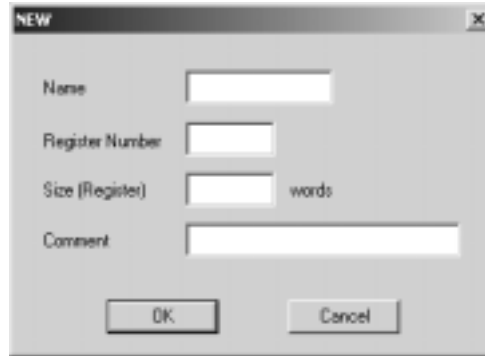 NEW
Name
Register Number
Size (Register) words
Comment
OK Cancel